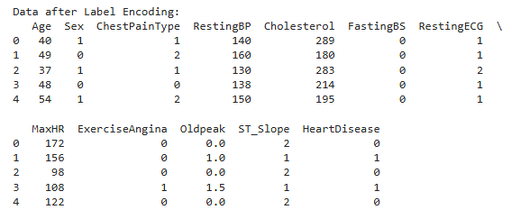 Data after Label Encoding:
   Age  Sex  ChestPainType  RestingBP  Cholesterol  FastingBS  RestingECG  \
0   40    1              1        140          289          0           1
1   49    0              2        160          180          0           1
2   37    1              1        130          283          0           2
3   48    0              0        138          214          0           1
4   54    1              2        150          195          0           1
   MaxHR  ExerciseAngina  Oldpeak  ST_Slope  HeartDisease
0    172               0      0.0         2             0
1    156               0      1.0         1             1
2     98               0      0.0         2             0
3    108               1      1.5         1             1
4    122               0      0.0         2             0